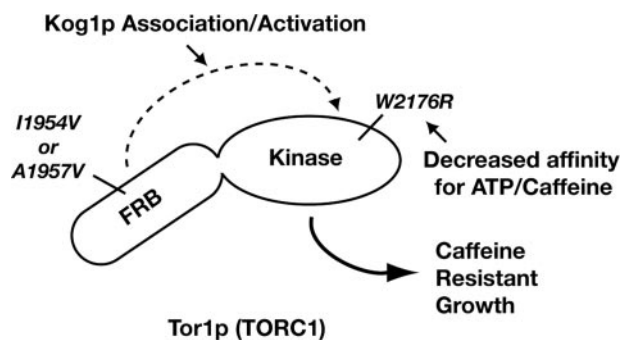 Kog1p Association/Activation
I1954V
or
A1957V
W2176R
Kinase
FRB
Decreased affinity
for ATP/Caffeine
Caffeine
Resistant
Growth
Tor1p (TORC1)